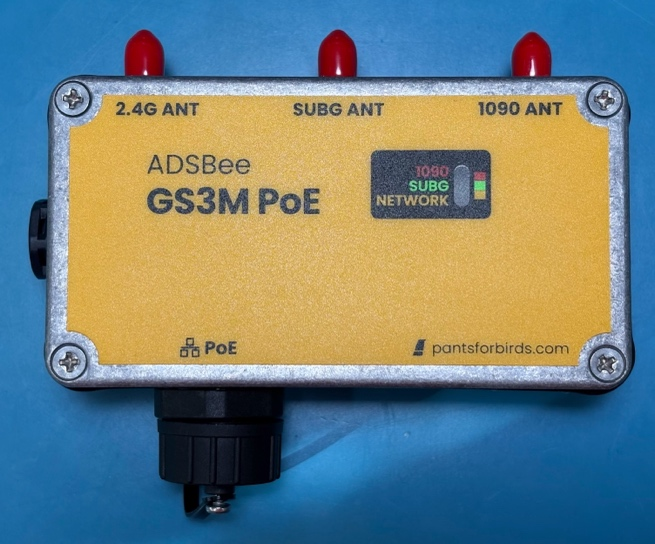 2.4G ANT
SUBG ANT
1090 ANT
ADSBee
GS3M PoE
1090
SUBG
NETWORK
PoE
pantsforbirds.com